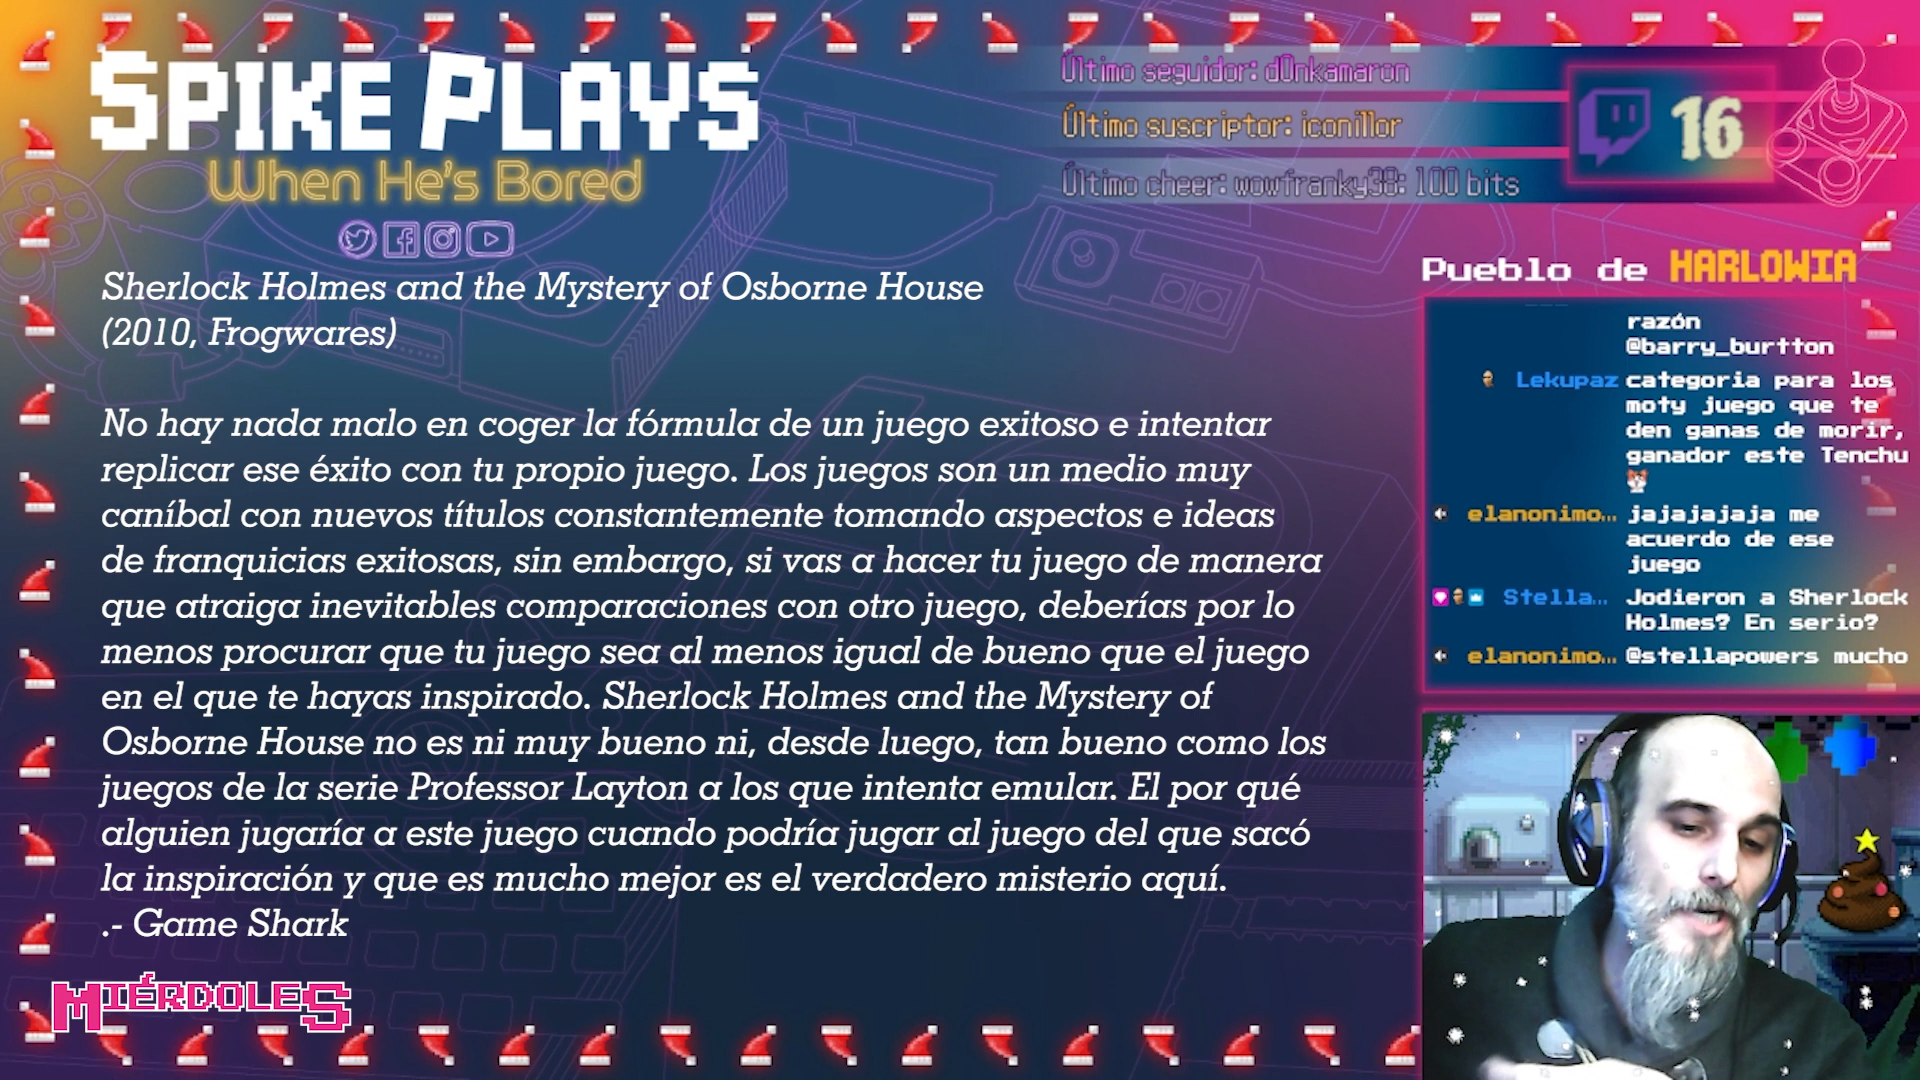 SPIKE PLAYS
When He's Bored
Último seguidor: d0nkamaron
Último suscriptor: iconillor
Último cheer: wowfranky38: 100 bits
16
Sherlock Holmes and the Mystery of Osborne House
(2010, Frogwares)
No hay nada malo en coger la fórmula de un juego exitoso e intentar
replicar ese éxito con tu propio juego. Los juegos son un medio muy
caníbal con nuevos títulos constantemente tomando aspectos e ideas
de franquicias exitosas, sin embargo, si vas a hacer tu juego de manera
que atraiga inevitables comparaciones con otro juego, deberías por lo
menos procurar que tu juego sea al menos igual de bueno que el juego
en el que te hayas inspirado. Sherlock Holmes and the Mystery of
Osborne House no es ni muy bueno ni, desde luego, tan bueno como los
juegos de la serie Professor Layton a los que intenta emular. El por qué
alguien jugaría a este juego cuando podría jugar al juego del que sacó
la inspiración y que es mucho mejor es el verdadero misterio aquí.
.- Game Shark
MIÉRDOLES
Pueblo de HARLOWIA
razón
@barry_burtton
Lekupaz categoria para los
moty juego que te
den ganas de morir,
ganador este Tenchu
elanonimo... jajajajaja me
acuerdo de ese
juego
Stella... Jodieron a Sherlock
Holmes? En serio?
elanonimo... @stellapowers mucho